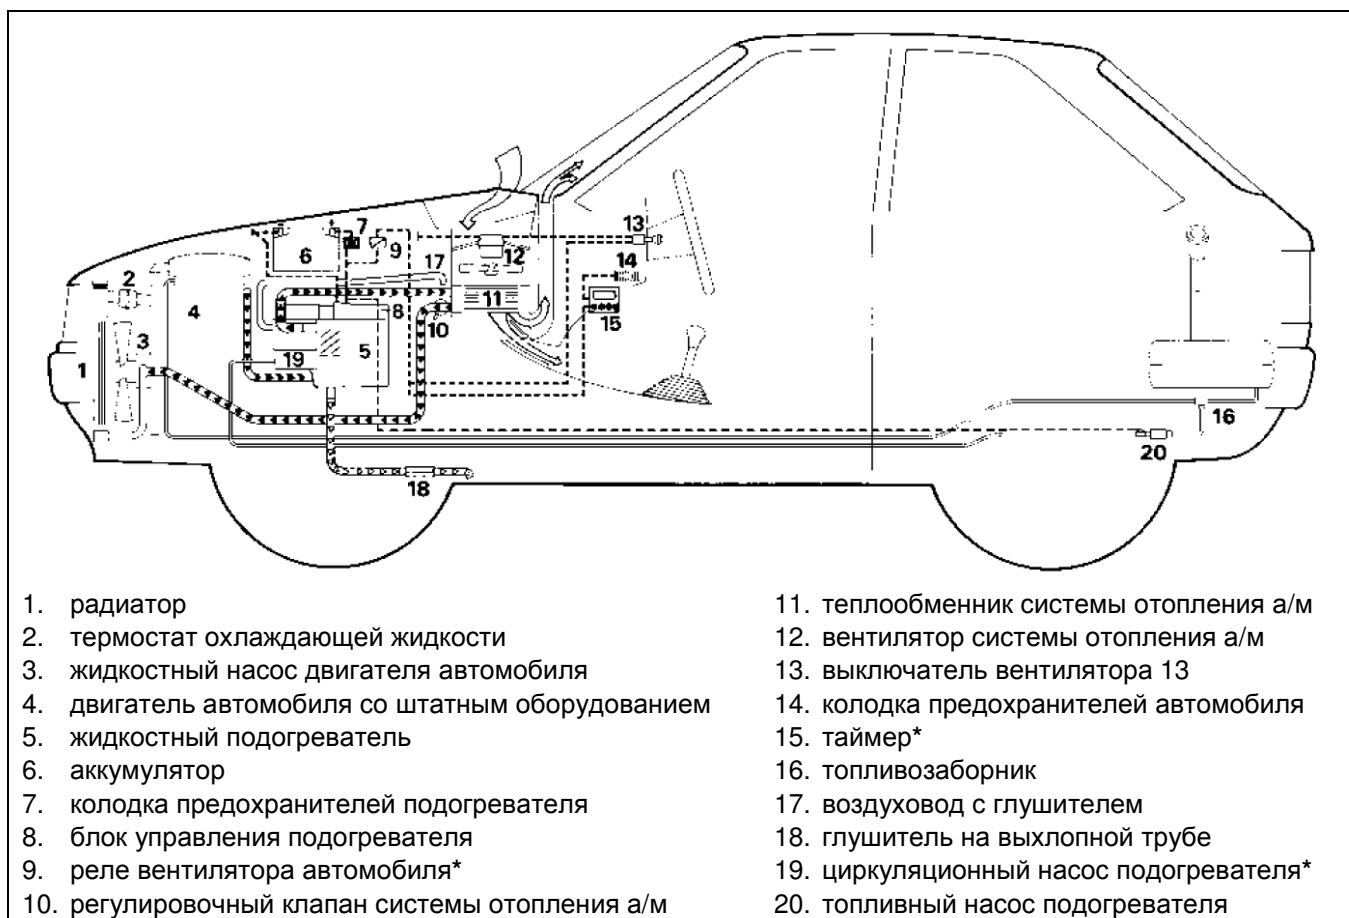 7
13
6
9
17
12
14
2
4
8
11
10
15
3
19
5
1
16
20
18
1. радиатор
2. термостат охлаждающей жидкости
3. жидкостный насос двигателя автомобиля
4. двигатель автомобиля со штатным оборудованием
5. жидкостный подогреватель
6. аккумулятор
7. колодка предохранителей подогревателя
8. блок управления подогревателя
9. реле вентилятора автомобиля*
10. регулировочный клапан системы отопления а/м
11. теплообменник системы отопления а/м
12. вентилятор системы отопления а/м
13. выключатель вентилятора 13
14. колодка предохранителей автомобиля
15. таймер*
16. топливозаборник
17. воздуховод с глушителем
18. глушитель на выхлопной трубе
19. циркуляционный насос подогревателя*
20. топливный насос подогревателя